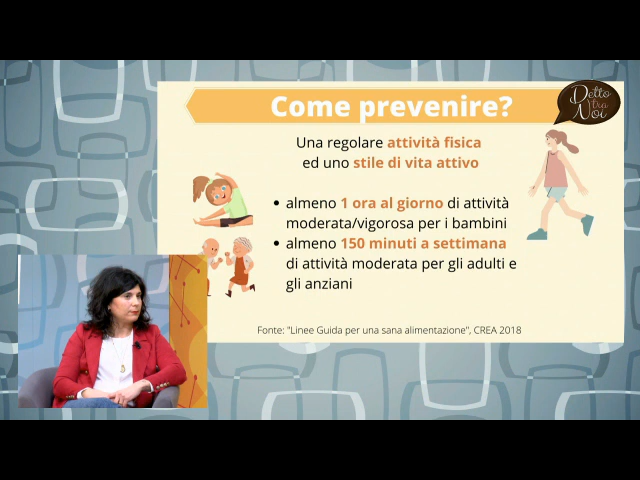 Come prevenire?
Detto
tra
Noi
Una regolare attività fisica
ed uno stile di vita attivo
• almeno 1 ora al giorno di attività
moderata/vigorosa per i bambini
• almeno 150 minuti a settimana
di attività moderata per gli adulti e
gli anziani
Fonte: "Linee Guida per una sana alimentazione", CREA 2018